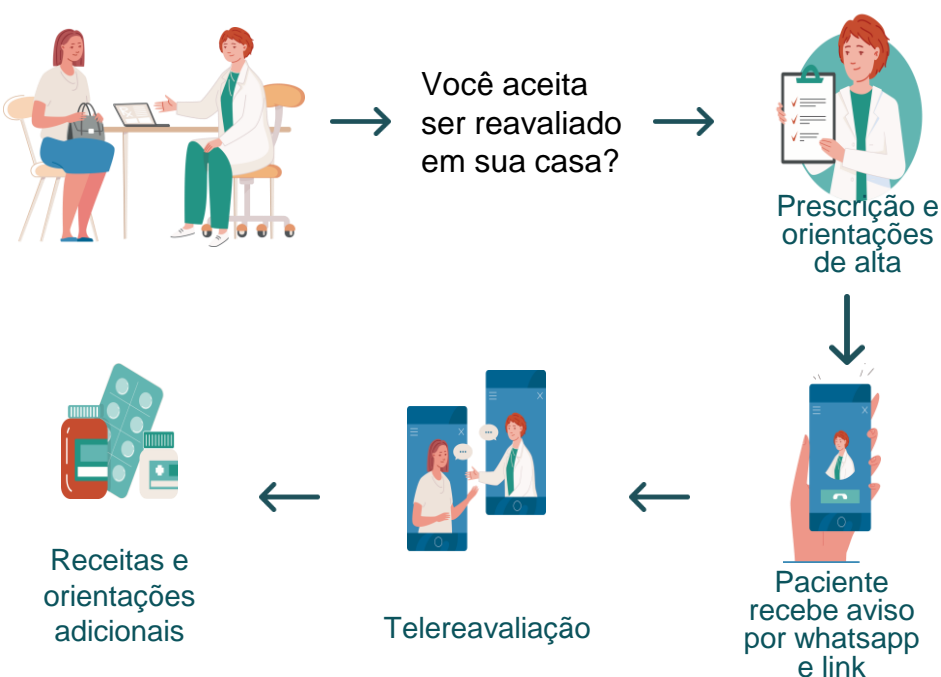 Você aceita
ser reavaliado
em sua casa?
Prescrição e
orientações
de alta
Paciente
recebe aviso
por whatsapp
e link
Telereavaliação
Receitas e
orientações
adicionais